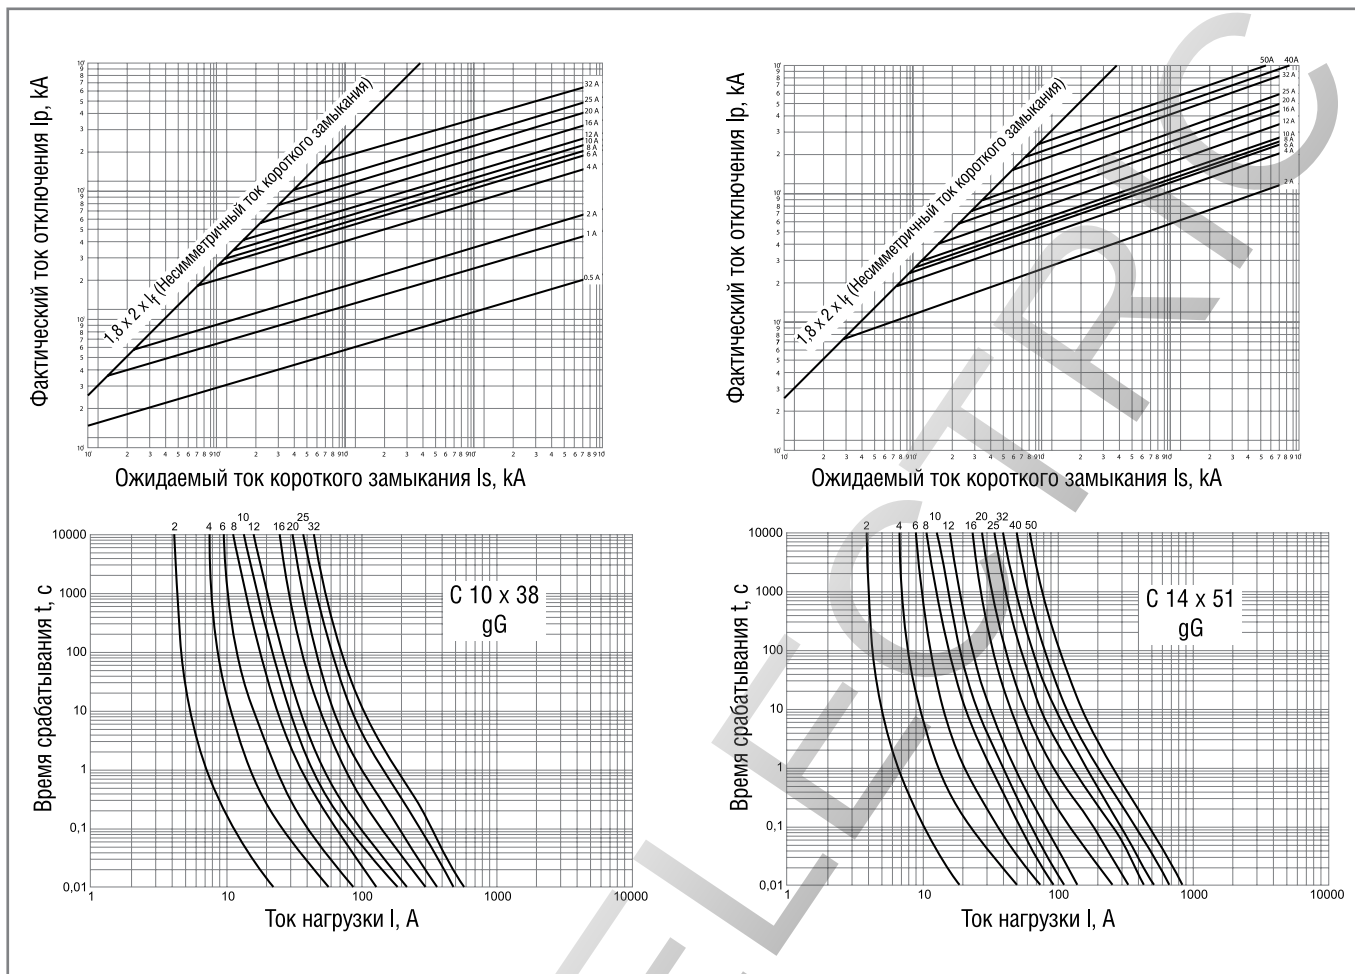 Фактический ток отключения Ip, kA
1,8 x 2 x If (Несимметричный ток короткого замыкания)
32 A
25 A
20 A
16 A
12 A
10 A
8 A
6 A
4 A
2 A
1 A
0.5 A
Ожидаемый ток короткого замыкания Is, kA
Фактический ток отключения Ip, kA
1,8 x 2 x If (Несимметричный ток короткого замыкания)
50A 40A
32 A
25 A
20 A
16 A
12 A
10 A
8 A
6 A
4 A
2 A
Ожидаемый ток короткого замыкания Is, kA
Время срабатывания t, c
2 4 6 8 10 12 16 20 25 32
10000
1000
100
10
1
0,1
0,01
C 10 x 38
gG
1 10 100 1000 10000
Ток нагрузки I, A
Время срабатывания t, c
2 4 6 8 10 12 16 20 25 32 40 50
10000
1000
100
10
1
0,1
0,01
C 14 x 51
gG
1 10 100 1000 10000
Ток нагрузки I, A
ELECTRIC